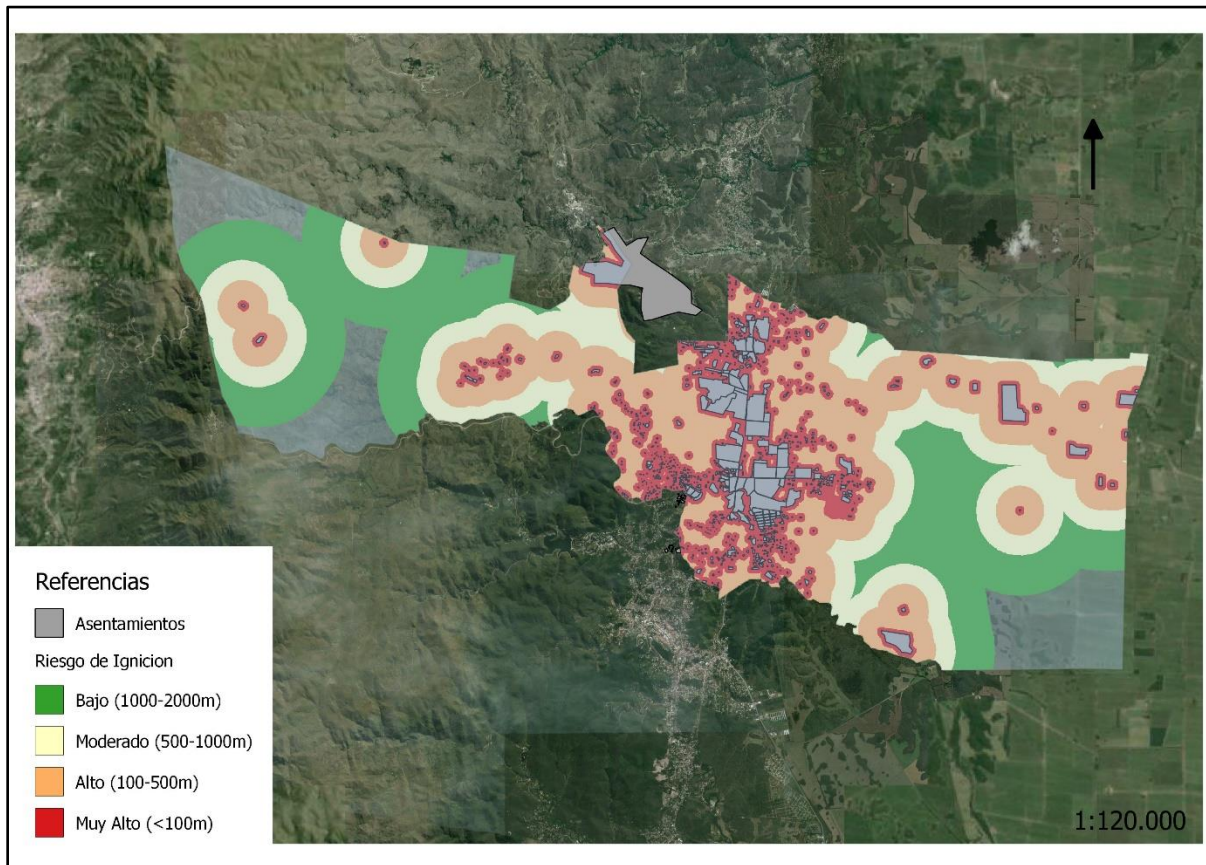 Referencias
Asentamientos
Riesgo de Ignicion
Bajo (1000-2000m)
Moderado (500-1000m)
Alto (100-500m)
Muy Alto (<100m)
1:120.000